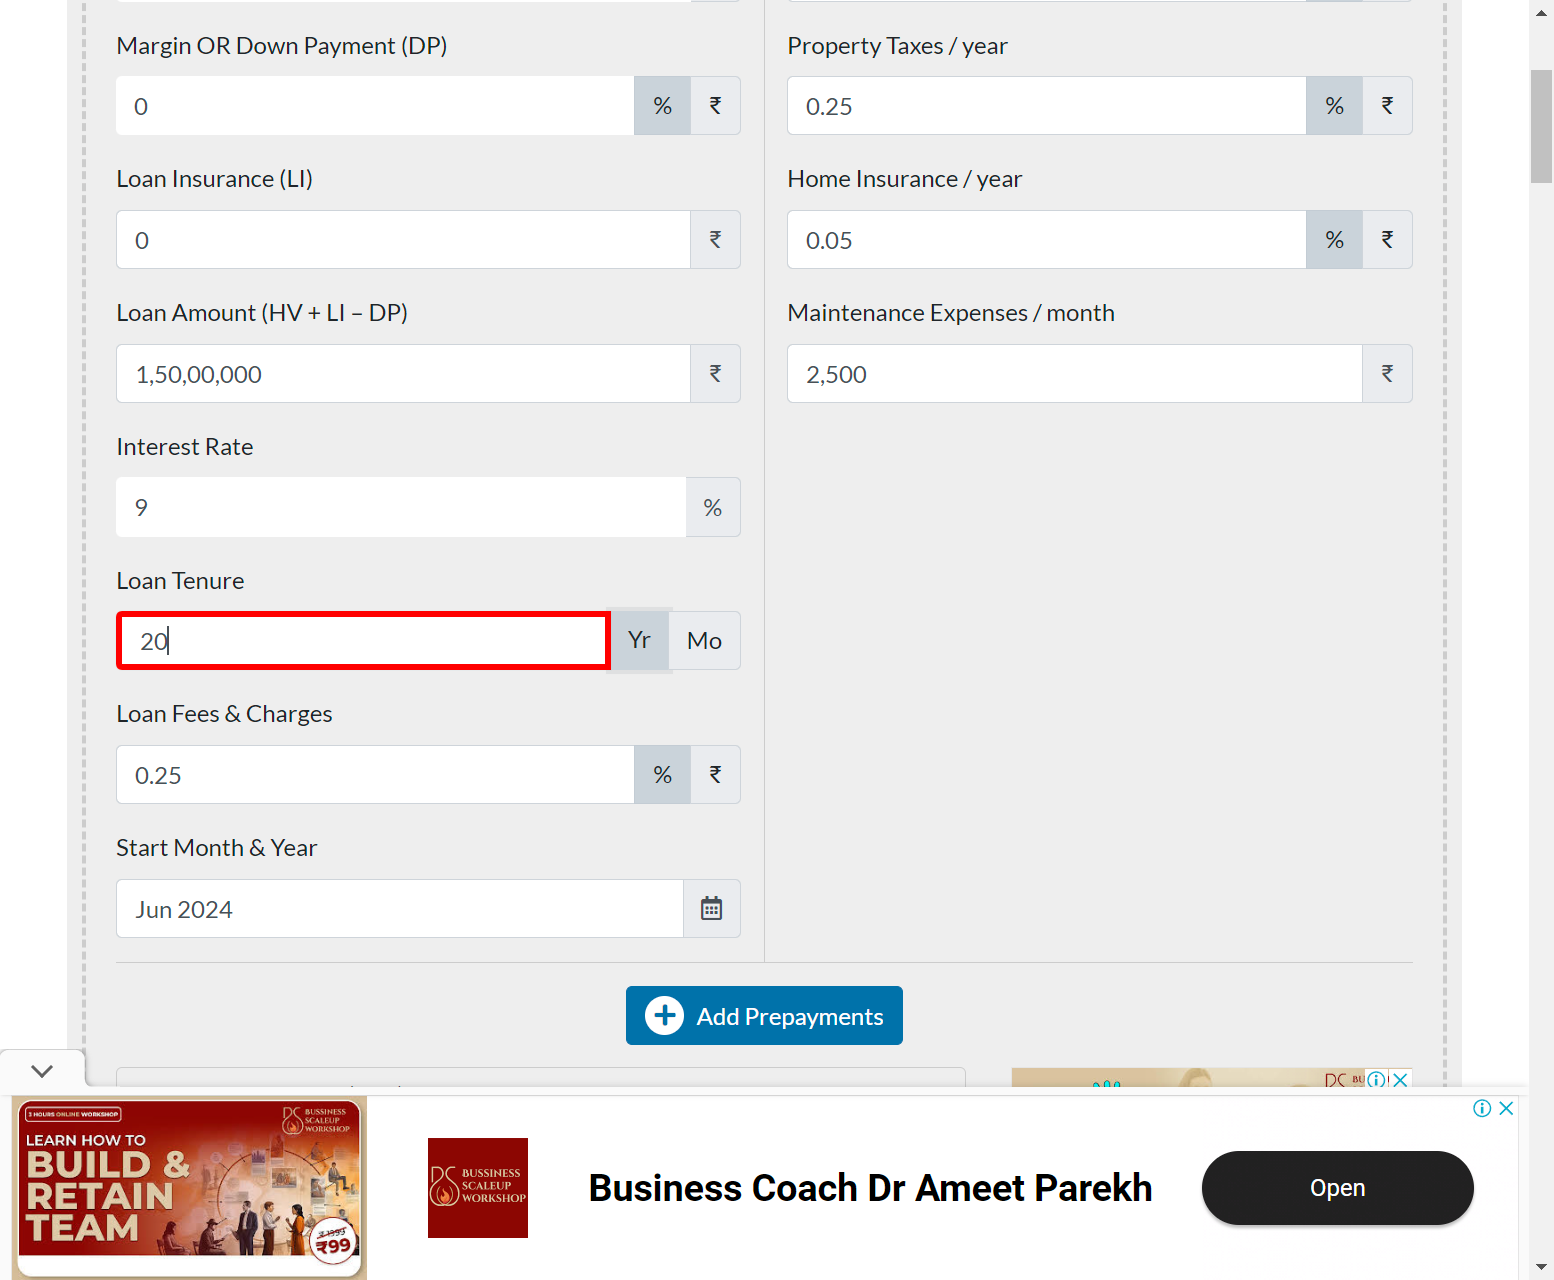 Margin OR Down Payment (DP)
0
%
₹
Loan Insurance (LI)
0
₹
Loan Amount (HV + LI – DP)
1,50,00,000
₹
Interest Rate
9
%
Loan Tenure
20
Yr
Mo
Loan Fees & Charges
0.25
%
₹
Start Month & Year
Jun 2024
Property Taxes / year
0.25
%
₹
Home Insurance / year
0.05
%
₹
Maintenance Expenses / month
2,500
₹
Add Prepayments
3 HOURS ONLINE WORKSHOP
BUSSINESS
SCALEUP
WORKSHOP
LEARN HOW TO
BUILD &
RETAIN
TEAM
₹99
BUSSINESS
SCALEUP
WORKSHOP
Business Coach Dr Ameet Parekh
Open